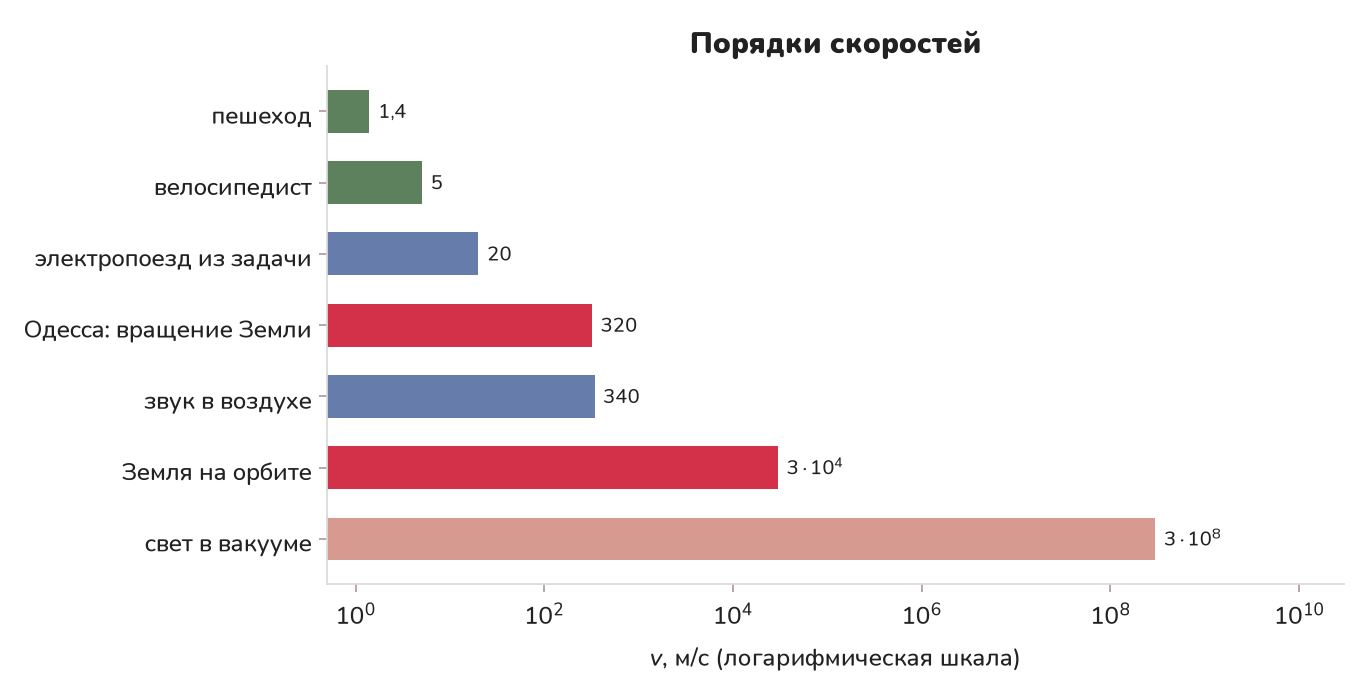 Порядки скоростей
пешеход 1,4
велосипедист 5
электропоезд из задачи 20
Одесса: вращение Земли 320
звук в воздухе 340
Земля на орбите 3·10⁴
свет в вакууме 3·10⁸
10⁰ 10² 10⁴ 10⁶ 10⁸ 10¹⁰
v, м/с (логарифмическая шкала)